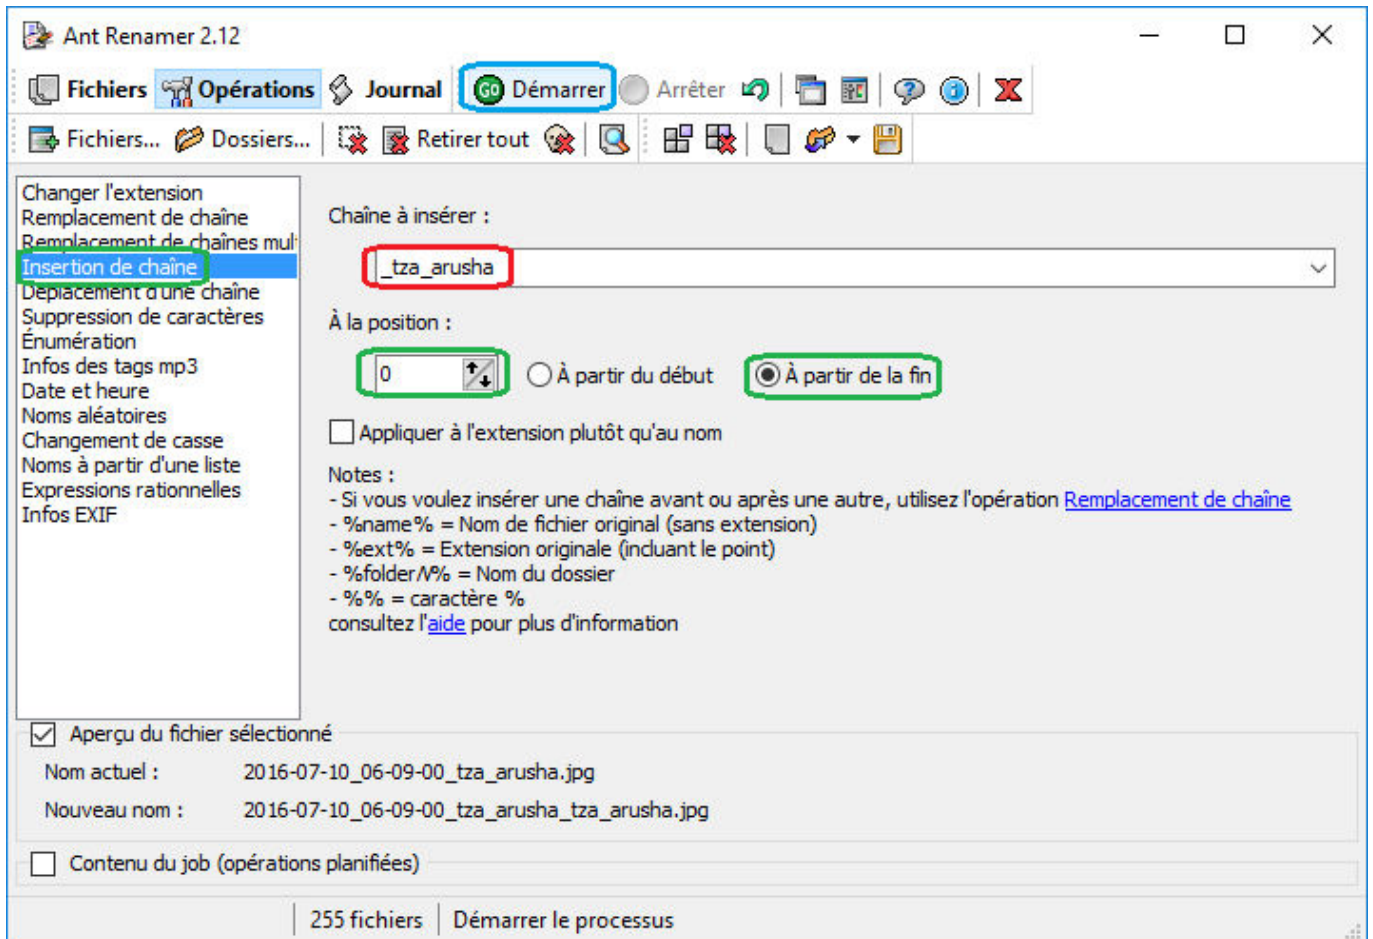 Ant Renamer 2.12
Fichiers Opérations Journal GO Démarrer Arrêter
Fichiers... Dossiers... Retirer tout
Changer l'extension
Remplacement de chaîne
Remplacement de chaînes mul
Insertion de chaîne
Déplacement d'une chaîne
Suppression de caractères
Énumération
Infos des tags mp3
Date et heure
Noms aléatoires
Changement de casse
Noms à partir d'une liste
Expressions rationnelles
Infos EXIF
Chaîne à insérer :
_tza_arusha
À la position :
0 À partir du début À partir de la fin
Appliquer à l'extension plutôt qu'au nom
Notes :
- Si vous voulez insérer une chaîne avant ou après une autre, utilisez l'opération Remplacement de chaîne
- %name% = Nom de fichier original (sans extension)
- %ext% = Extension originale (incluant le point)
- %folder/\/% = Nom du dossier
- %% = caractère %
consultez l'aide pour plus d'information
Aperçu du fichier sélectionné
Nom actuel : 2016-07-10_06-09-00_tza_arusha.jpg
Nouveau nom : 2016-07-10_06-09-00_tza_arusha_tza_arusha.jpg
Contenu du job (opérations planifiées)
255 fichiers Démarrer le processus